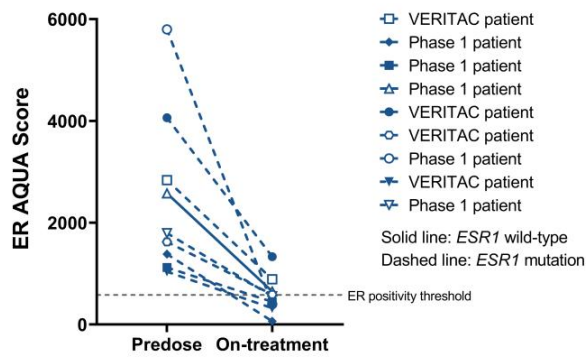 6000
4000
2000
0
ER AQUA Score
Predose On-treatment
VERITAC patient
Phase 1 patient
Phase 1 patient
Phase 1 patient
VERITAC patient
VERITAC patient
Phase 1 patient
VERITAC patient
Phase 1 patient
Solid line: ESR1 wild-type
Dashed line: ESR1 mutation
ER positivity threshold